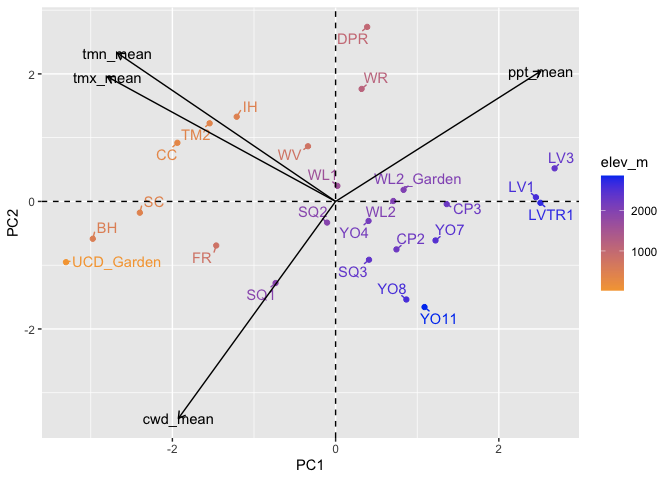 DPR
tmn_mean
tmx_mean
WR
ppt_mean
2
IH
TM2
WV
CC
elev_m
LV3
WL1
WL2_Garden
LV1
2000
PC2
0
SC
SQ2
WL2
CP3
LVTR1
BH
YO4
YO7
1000
FR
CP2
UCD_Garden
SQ3
SQ1
YO8
YO11
-2
cwd_mean
-2
0
2
PC1